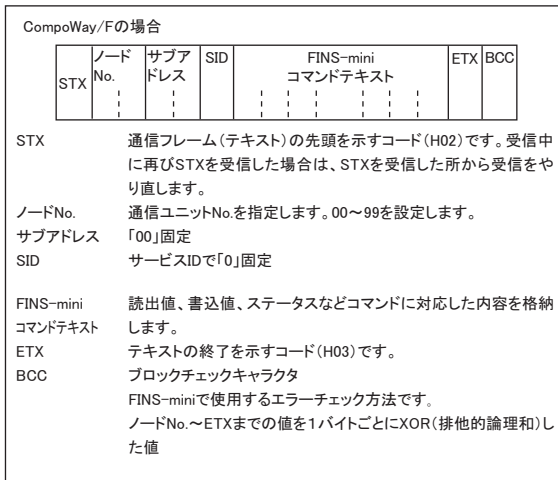 CompoWay/Fの場合
STX
ノード
No.
サブア
ドレス
SID
FINS-mini
コマンドテキスト
ETX
BCC
STX 通信フレーム（テキスト）の先頭を示すコード（H02）です。受信中
に再びSTXを受信した場合は、STXを受信した所から受信をや
り直します。
ノードNo. 通信ユニットNo.を指定します。00～99を設定します。
サブアドレス 「00」固定
SID サービスIDで「0」固定
FINS-mini 読出値、書込値、ステータスなどコマンドに対応した内容を格納
コマンドテキスト します。
ETX テキストの終了を示すコード（H03）です。
BCC ブロックチェックキャラクタ
FINS-miniで使用するエラーチェック方法です。
ノードNo.～ETXまでの値を1バイトごとにXOR（排他的論理和）し
た値